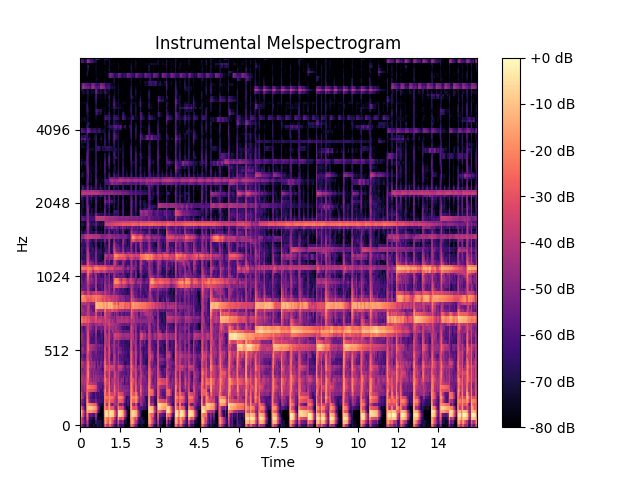 Instrumental Melspectrogram
+0 dB
-10 dB
-20 dB
-30 dB
-40 dB
-50 dB
-60 dB
-70 dB
-80 dB
4096
2048
1024
512
0
Hz
0 1.5 3 4.5 6 7.5 9 10 12 14
Time